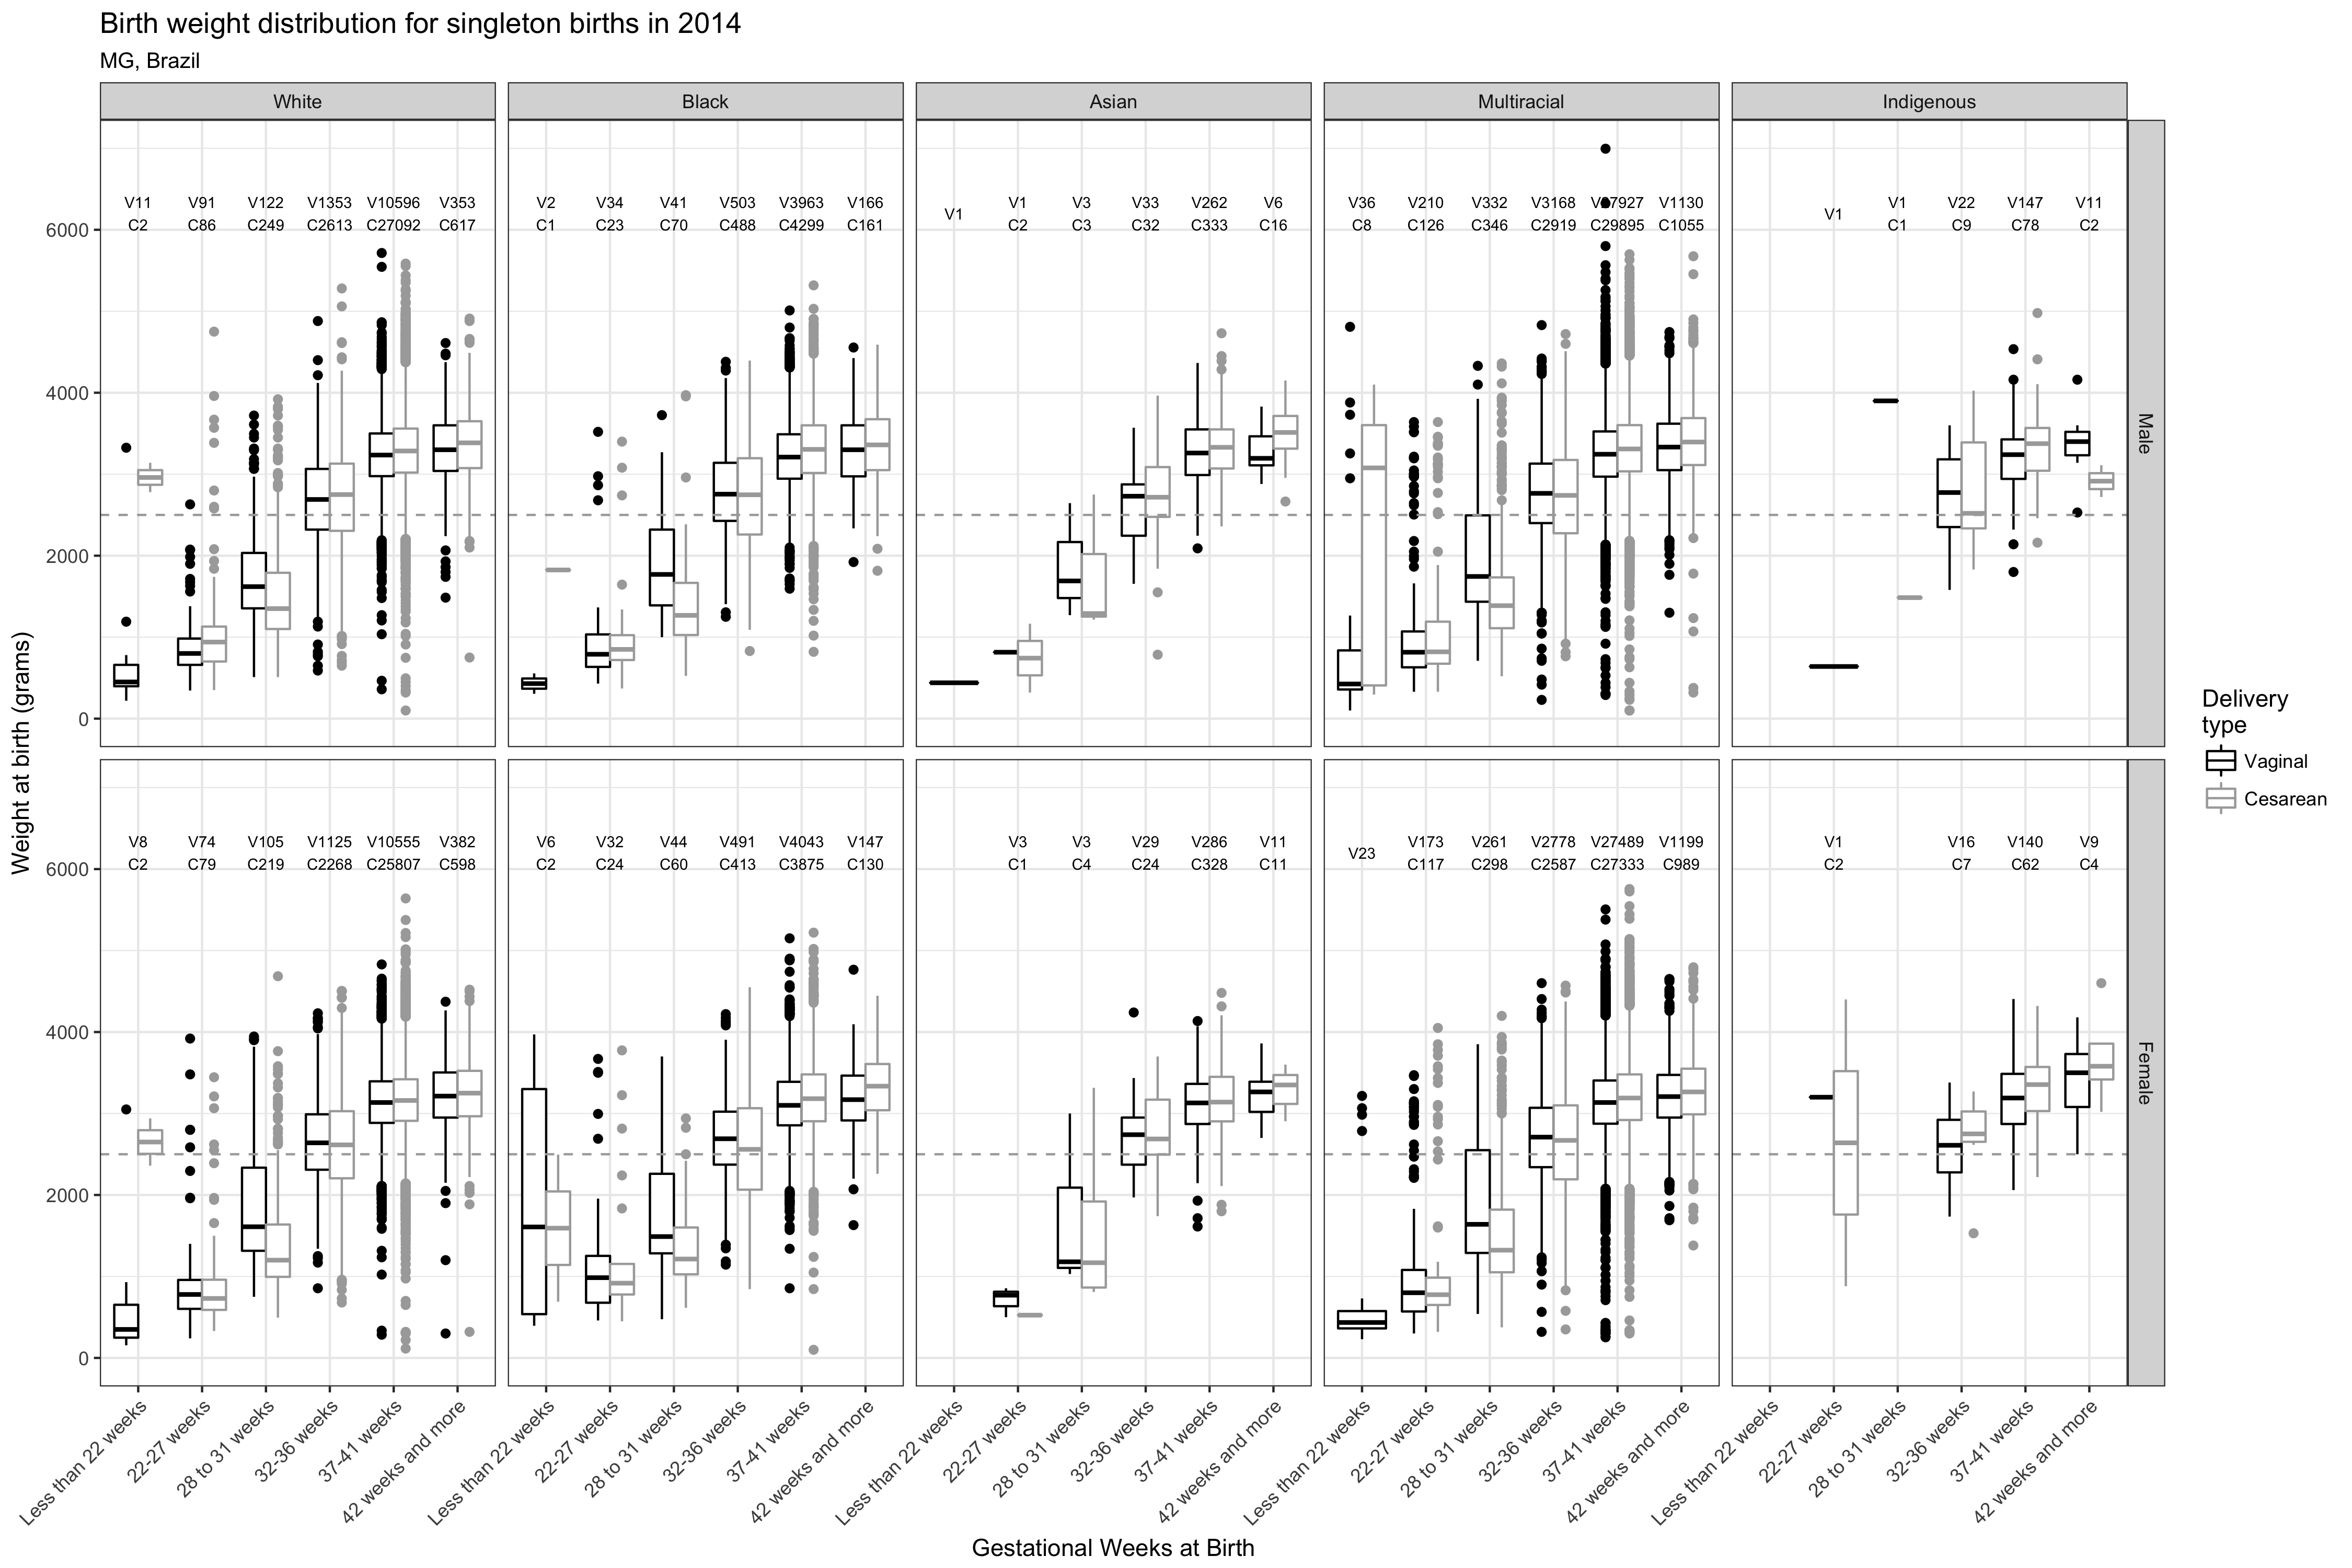 Birth weight distribution for singleton births in 2014
MG, Brazil
White Black Asian Multiracial Indigenous
V11 V91 V122 V1353 V10596 V353 V2 V34 V41 V503 V3963 V166 V1 V3 V33 V262 V6 V36 V210 V332 V3168 V1130 V1 V22 V147 V11
V1 V1
C2 C86 C249 C2613 C27092 C617 C1 C23 C70 C488 C4299 C161 C2 C3 C32 C333 C16 C8 C126 C346 C2919 C29895 C1055 C1 C9 C78 C2
6000
4000
2000
0
Male
V8 V74 V105 V1125 V10555 V382 V6 V32 V44 V491 V4043 V147 V3 V3 V29 V286 V11 V173 V261 V2778 V27489 V1199 V1 V16 V140 V9
V23
C2 C79 C219 C2268 C25807 C598 C2 C24 C60 C413 C3875 C130 C1 C4 C24 C328 C11 C117 C298 C2587 C27333 C989 C2 C7 C62 C4
6000
4000
2000
0
Female
Weight at birth (grams)
Less than 22 weeks 22-27 weeks 28 to 31 weeks 32-36 weeks 37-41 weeks 42 weeks and more
Less than 22 weeks 22-27 weeks 28 to 31 weeks 32-36 weeks 37-41 weeks 42 weeks and more
Less than 22 weeks 22-27 weeks 28 to 31 weeks 32-36 weeks 37-41 weeks 42 weeks and more
Less than 22 weeks 22-27 weeks 28 to 31 weeks 32-36 weeks 37-41 weeks 42 weeks and more
Less than 22 weeks 22-27 weeks 28 to 31 weeks 32-36 weeks 37-41 weeks 42 weeks and more
Gestational Weeks at Birth
Delivery
type
Vaginal
Cesarean